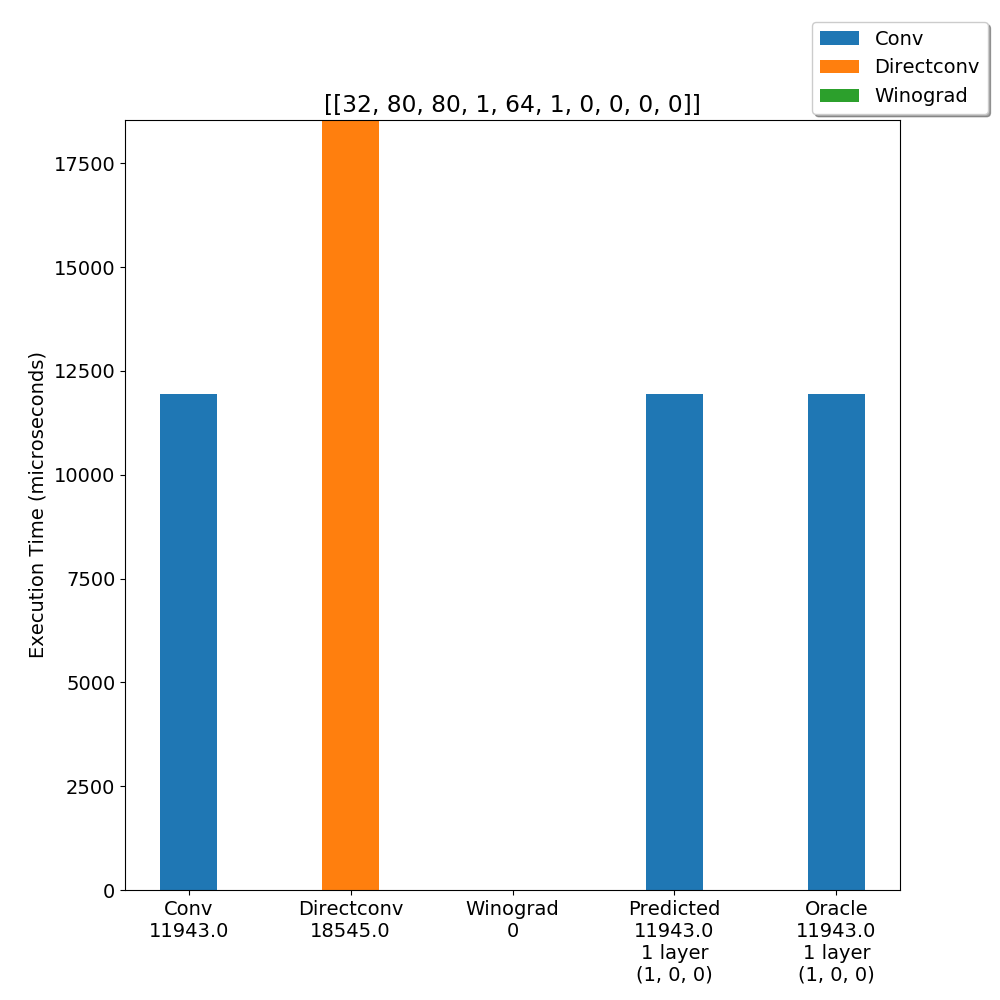 Conv
Directconv
Winograd
[[32, 80, 80, 1, 64, 1, 0, 0, 0, 0]]
Execution Time (microseconds)
17500
15000
12500
10000
7500
5000
2500
0
Conv
11943.0
Directconv
18545.0
Winograd
0
Predicted
11943.0
1 layer
(1, 0, 0)
Oracle
11943.0
1 layer
(1, 0, 0)